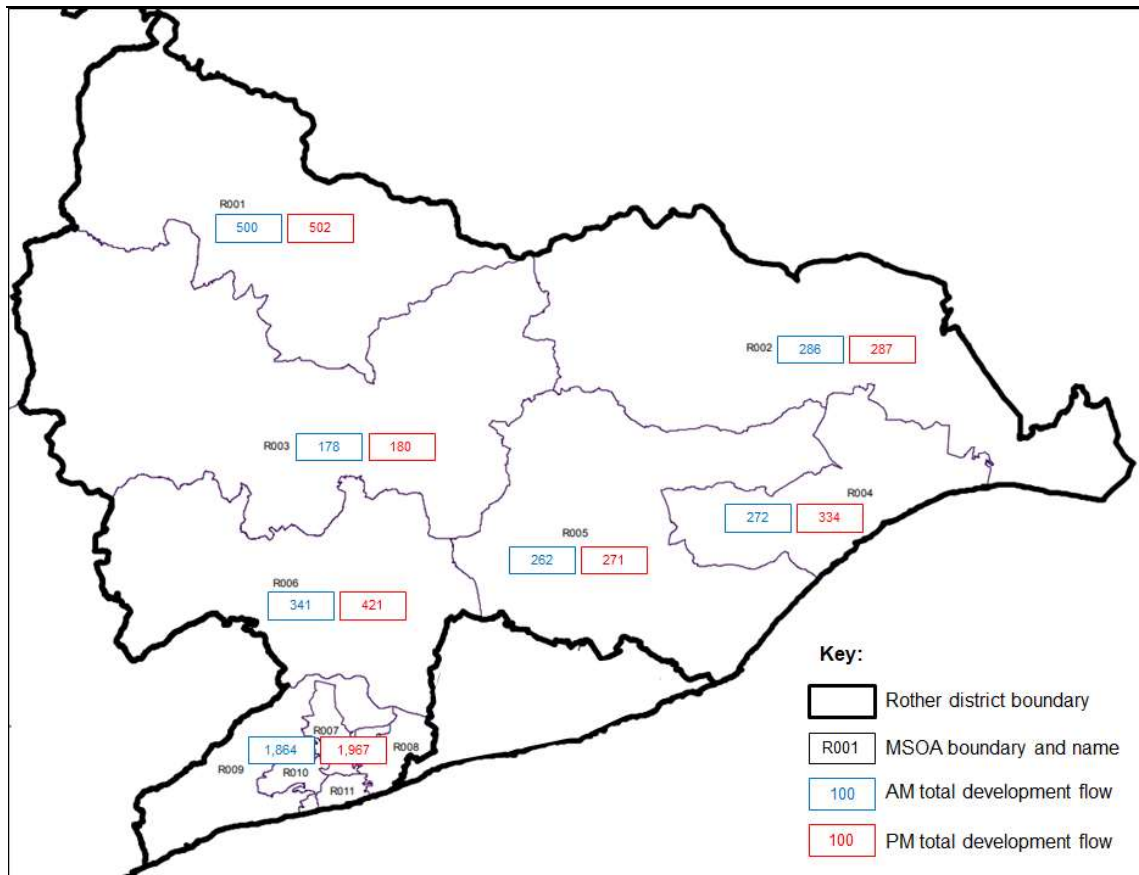 R001
500 502
R002 286 287
R003 178 180
R004
272 334
R005
262 271
R006
341 421
R007
1,864 1,967
R008
R009
R010
R011
Key:
Rother district boundary
R001 MSOA boundary and name
100 AM total development flow
100 PM total development flow